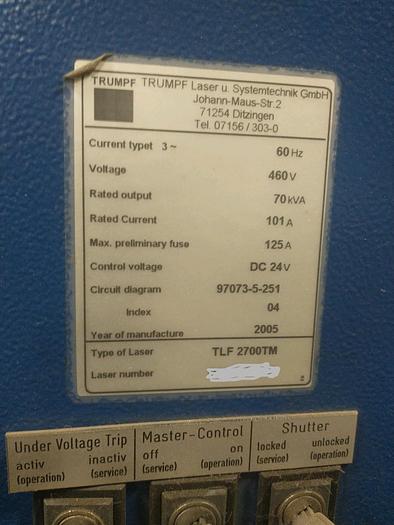 TRUMPF TRUMPF Laser u. Systemtechnik GmbH
Johann-Maus-Str.2
71254 Ditzingen
Tel. 07156 / 303-0
Current typet 3 ~ 60 Hz
Voltage 460 V
Rated output 70 kVA
Rated Current 101 A
Max. preliminary fuse 125 A
Control voltage DC 24 V
Circuit diagram 97073-5-251
Index 04
Year of manufacture 2005
Type of Laser TLF 2700TM
Laser number
Under Voltage Trip
activ inactiv
(operation) (service)
Master-Control
off on
(service) (operation)
Shutter
locked unlocked
(service) (operation)